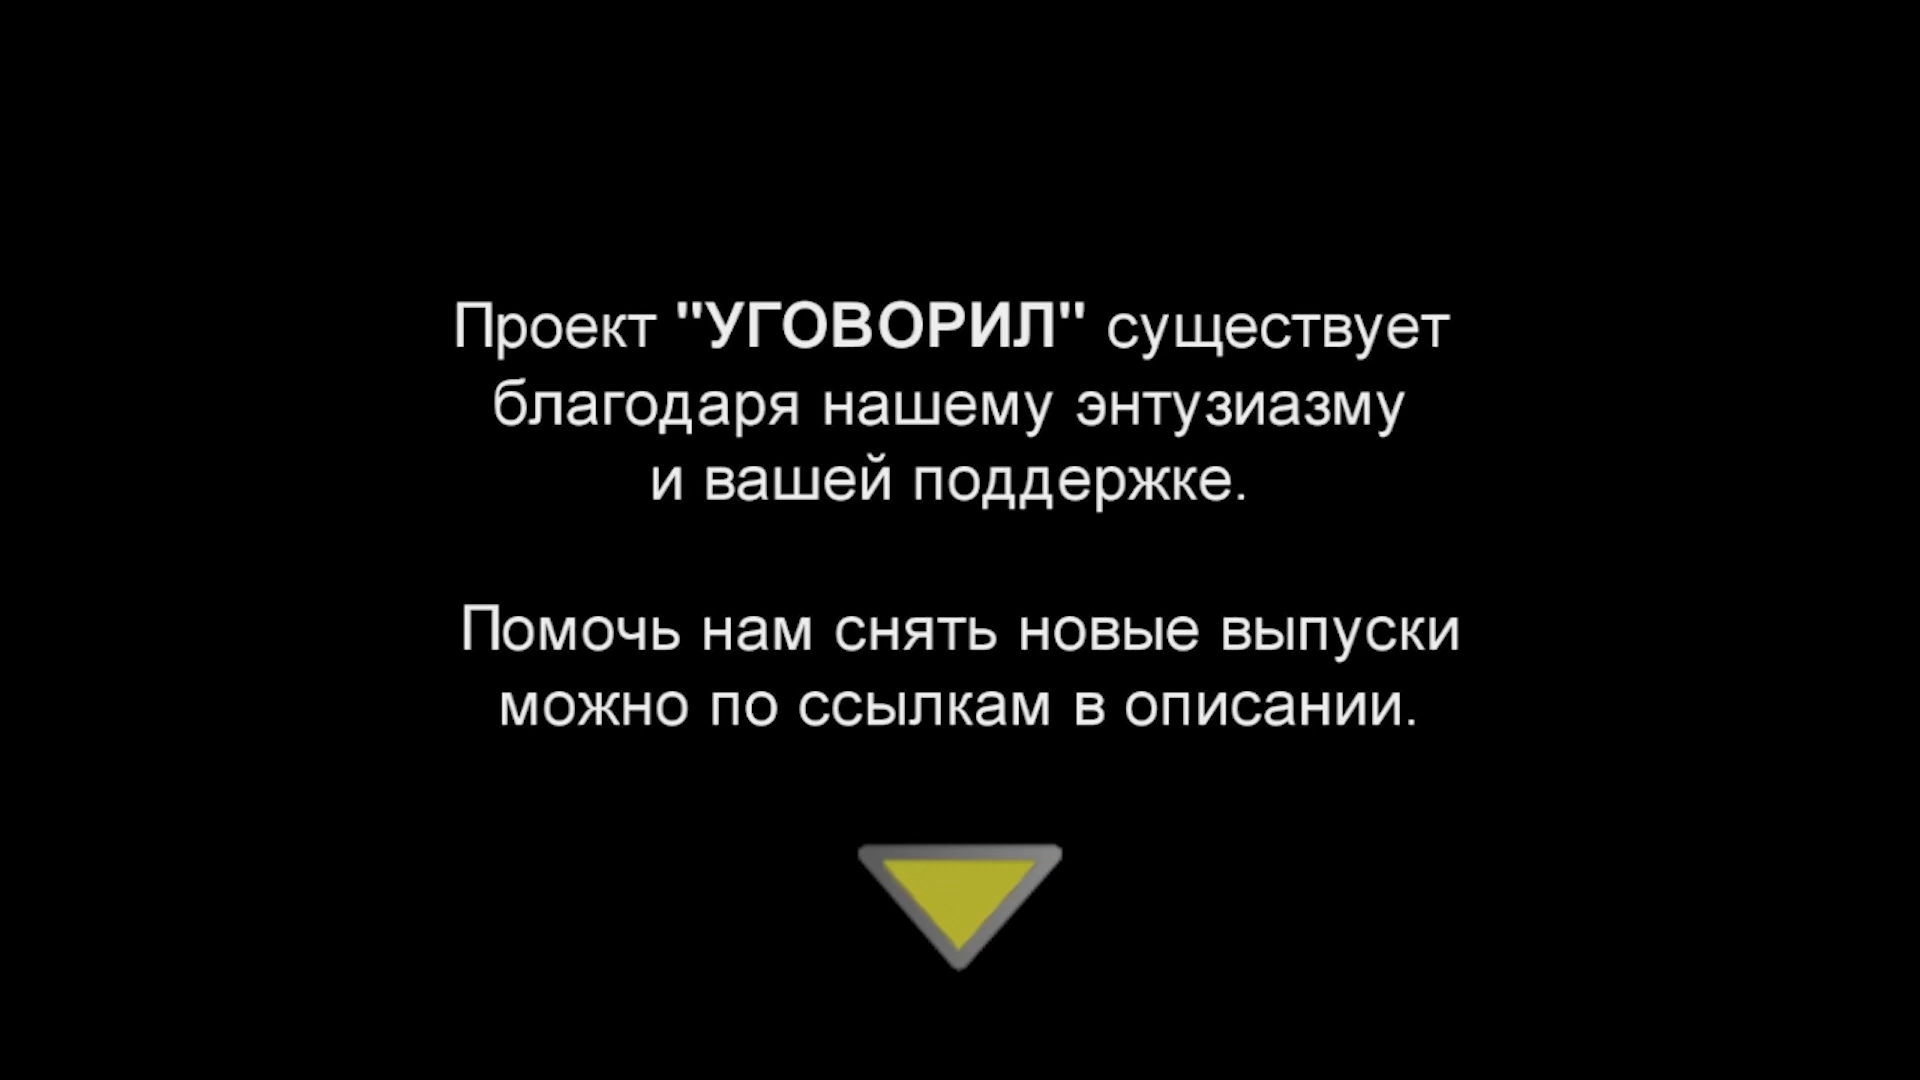 Проект "УГОВОРИЛ" существует
благодаря нашему энтузиазму
и вашей поддержке.
Помочь нам снять новые выпуски
можно по ссылкам в описании.